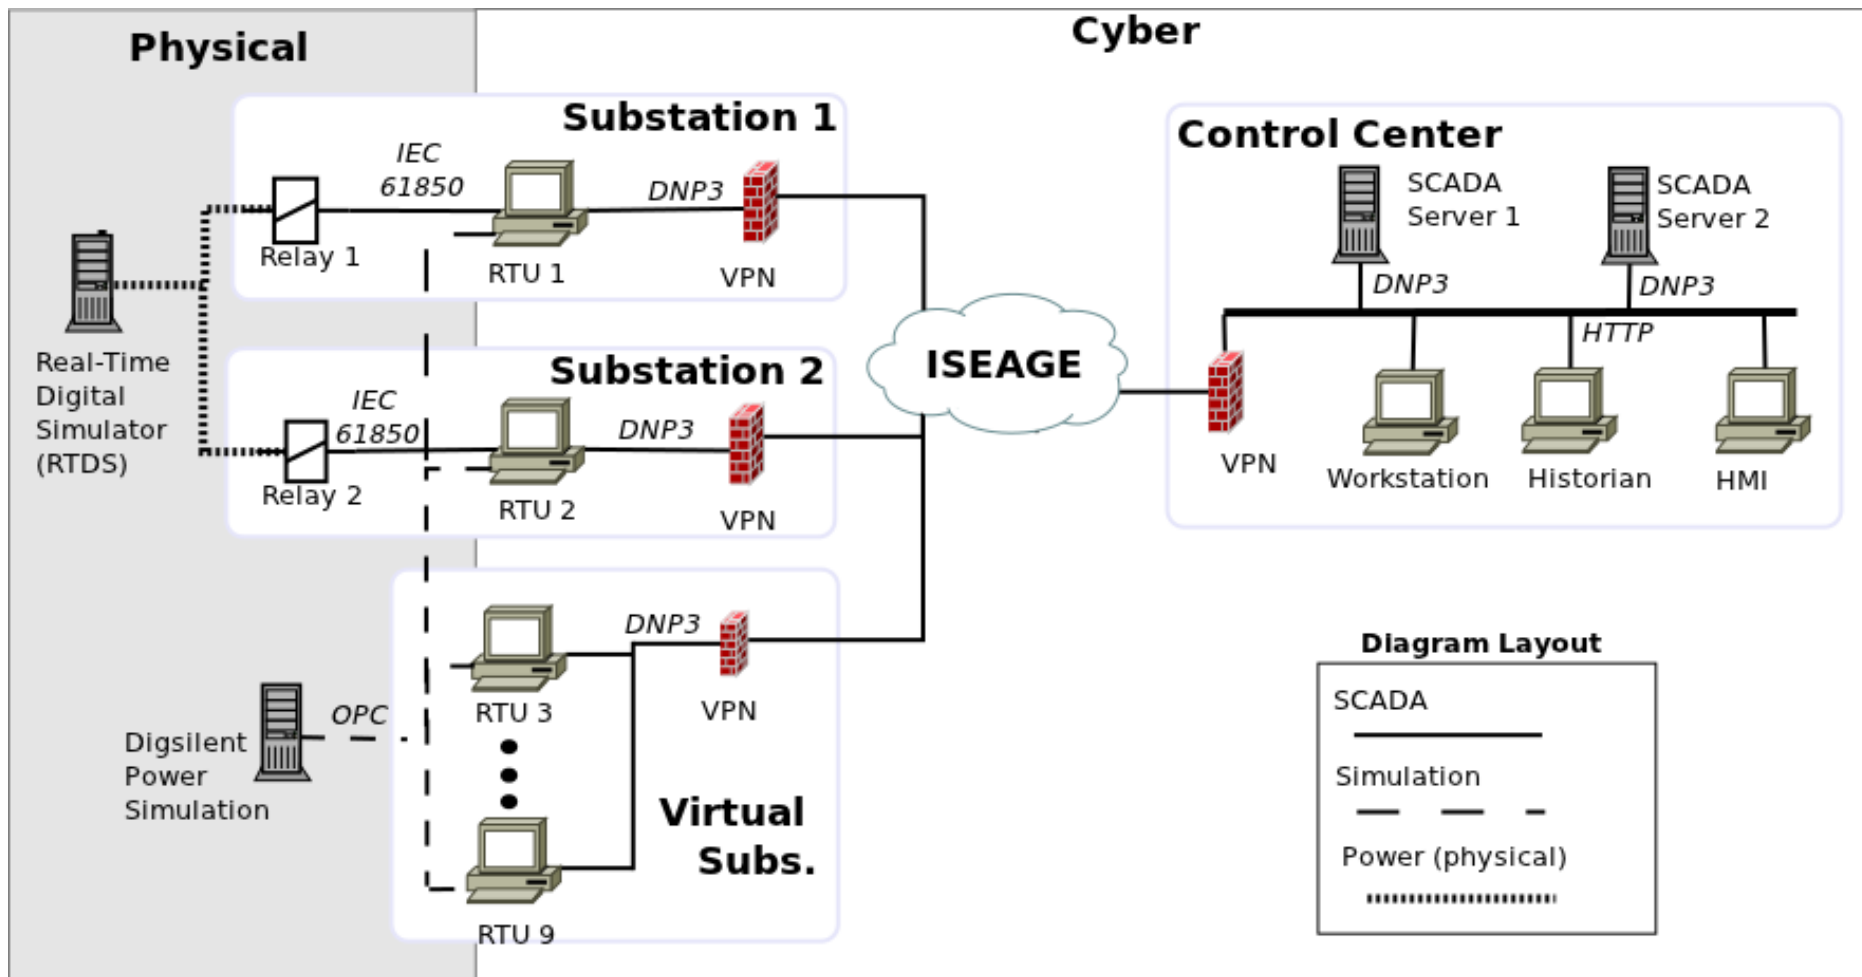 Physical
Cyber
Substation 1
IEC
61850
DNP3
Relay 1
RTU 1
VPN
Real-Time
Digital
Simulator
(RTDS)
Substation 2
IEC
61850
DNP3
Relay 2
RTU 2
VPN
ISEAGE
Control Center
SCADA
Server 1
SCADA
Server 2
DNP3
DNP3
HTTP
VPN
Workstation
Historian
HMI
DNP3
RTU 3
VPN
OPC
Digsilent
Power
Simulation
Virtual
Subs.
RTU 9
Diagram Layout
SCADA
Simulation
Power (physical)